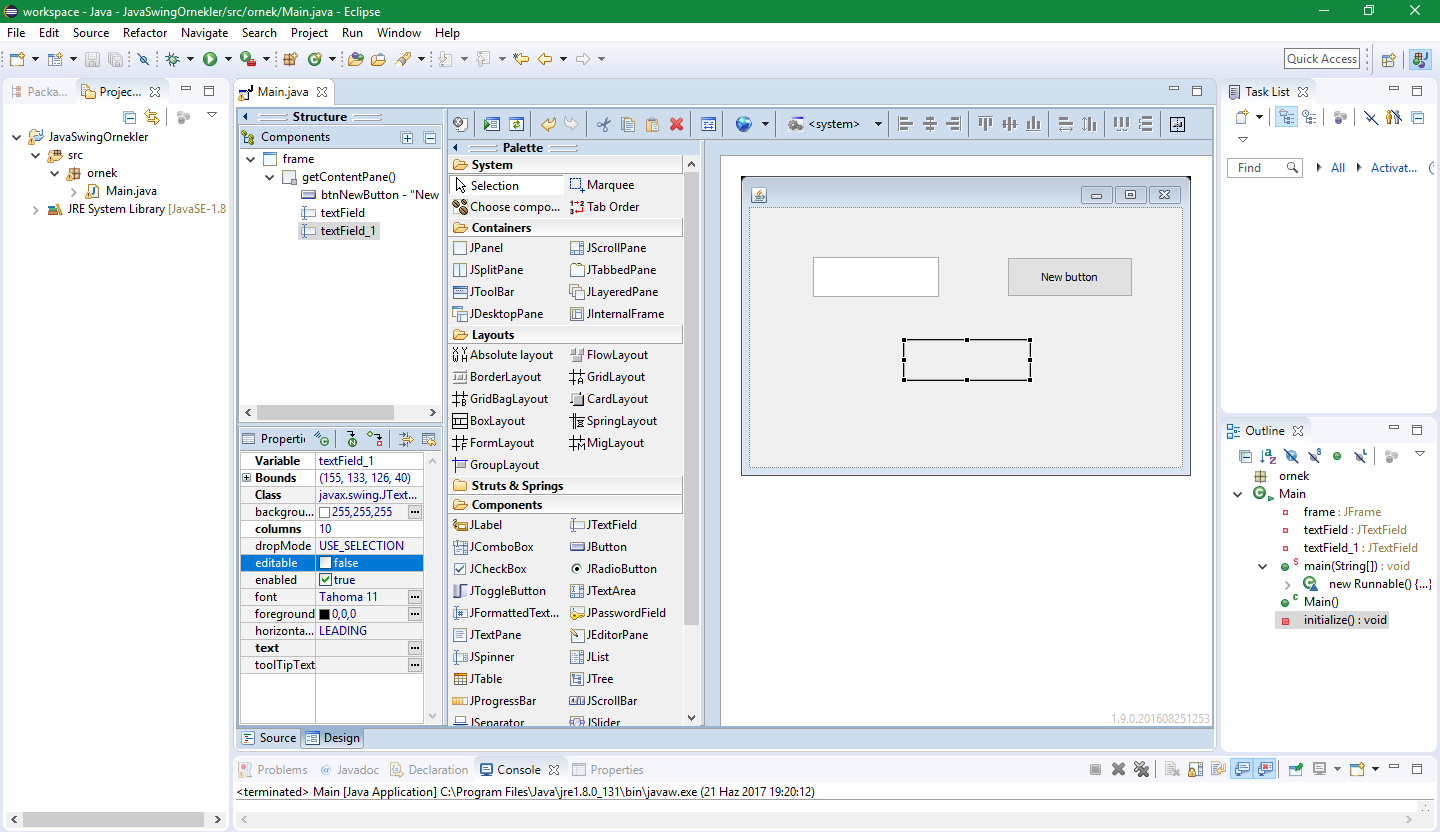 workspace - Java - JavaSwingOrnekler/src/ornek/Main.java - Eclipse
File Edit Source Refactor Navigate Search Project Run Window Help
Quick Access
Packa...
Projec...
JavaSwingOrnekler
src
ornek
Main.java
JRE System Library [JavaSE-1.8
Main.java
Structure
Components
frame
getContentPane()
btnNewButton - "New
textField
textField_1
Properti
Variable textField_1
Bounds (155, 133, 126, 40)
Class javax.swing.JText...
backgrou... 255,255,255 ...
columns 10
dropMode USE_SELECTION
editable false
enabled true
font Tahoma 11 ...
foreground 0,0,0 ...
horizonta... LEADING
text ...
toolTipText ...
<system>
Palette
System
Selection Marquee
Choose compo... Tab Order
Containers
JPanel JScrollPane
JSplitPane JTabbedPane
JToolBar JLayeredPane
JDesktopPane JInternalFrame
Layouts
Absolute layout FlowLayout
BorderLayout GridLayout
GridBagLayout CardLayout
BoxLayout SpringLayout
FormLayout MigLayout
GroupLayout
Struts & Springs
Components
JLabel JTextField
JComboBox JButton
JCheckBox JRadioButton
JToggleButton JTextArea
JFormattedText... JPasswordField
JTextPane JEditorPane
JSpinner JList
JTable JTree
JProgressBar JScrollBar
JSeparator JSlider
New button
1.9.0.201608251253
Source Design
Task List
Find All Activat...
Outline
ornek
Main
frame : JFrame
textField : JTextField
textField_1 : JTextField
main(String[]) : void
new Runnable() {...}
Main()
initialize() : void
Problems Javadoc Declaration Console Properties
<terminated> Main [Java Application] C:\Program Files\Java\jre1.8.0_131\bin\javaw.exe (21 Haz 2017 19:20:12)